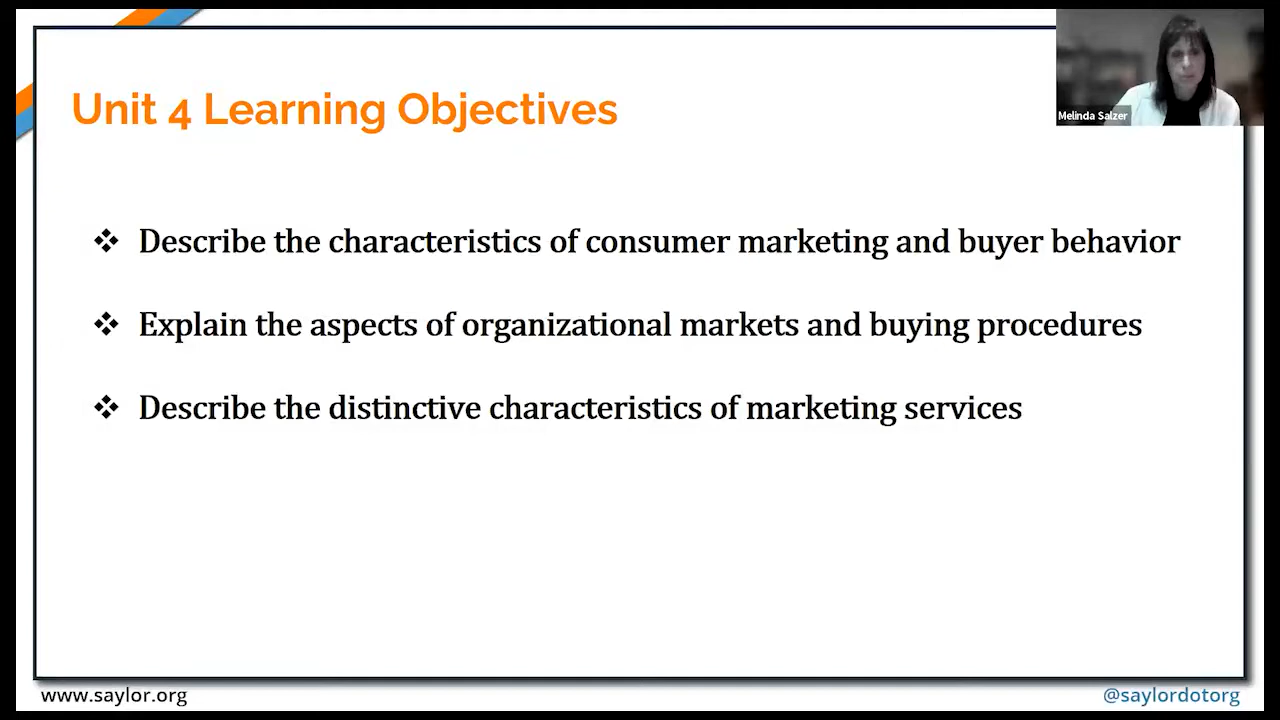 Unit 4 Learning Objectives
Melinda Salzer
❖ Describe the characteristics of consumer marketing and buyer behavior
❖ Explain the aspects of organizational markets and buying procedures
❖ Describe the distinctive characteristics of marketing services
www.saylor.org
@saylordotorg